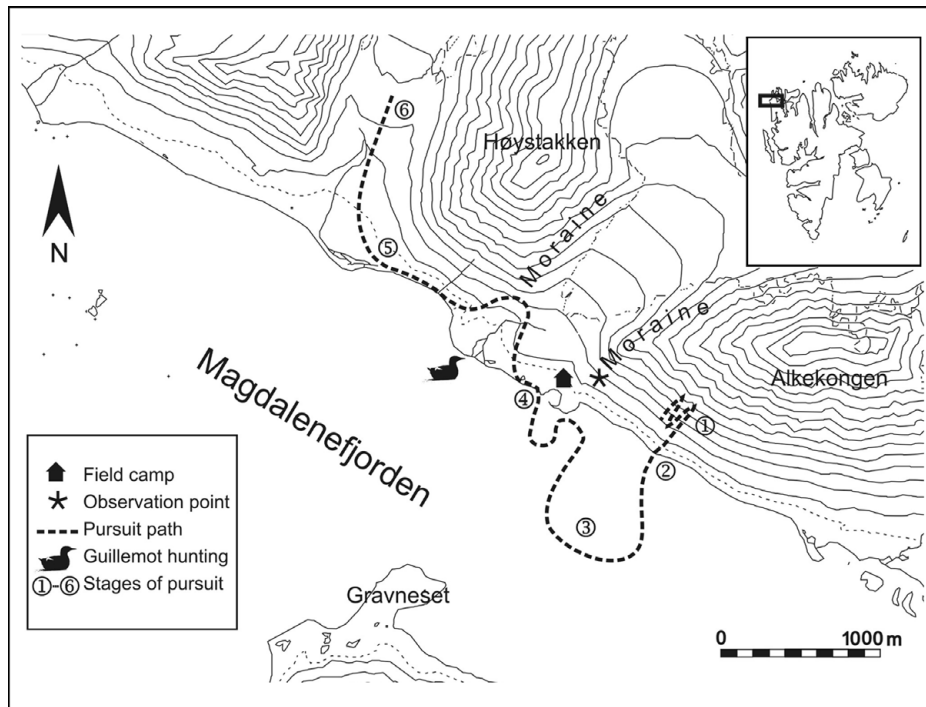 ⑥
Høystakken
N
Moraine
⑤
Moraine
Alkekongen
Magdalenefjorden
④
①
②
③
Field camp
Observation point
Pursuit path
Guillemot hunting
①-⑥ Stages of pursuit
Gravneset
0 1000 m